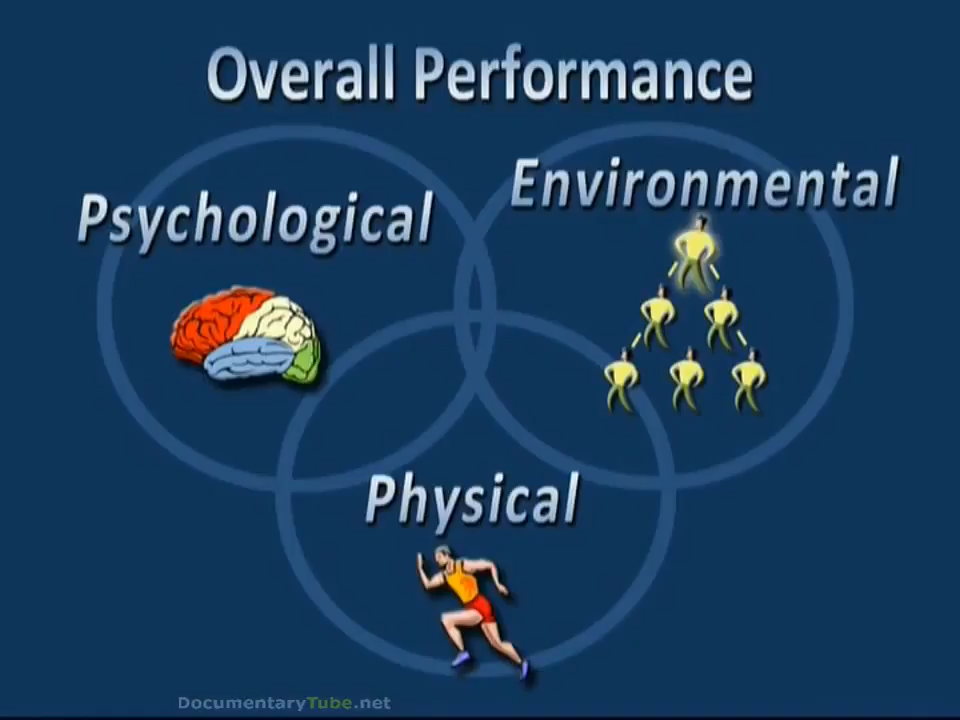 Overall Performance
Psychological
Environmental
Physical
DocumentaryTube.net